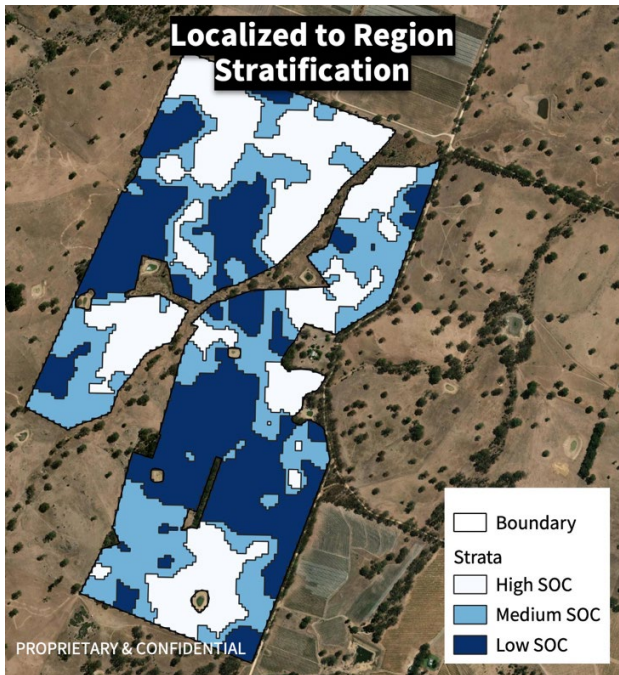 Localized to Region
Stratification
Boundary
Strata
High SOC
Medium SOC
Low SOC
PROPRIETARY & CONFIDENTIAL